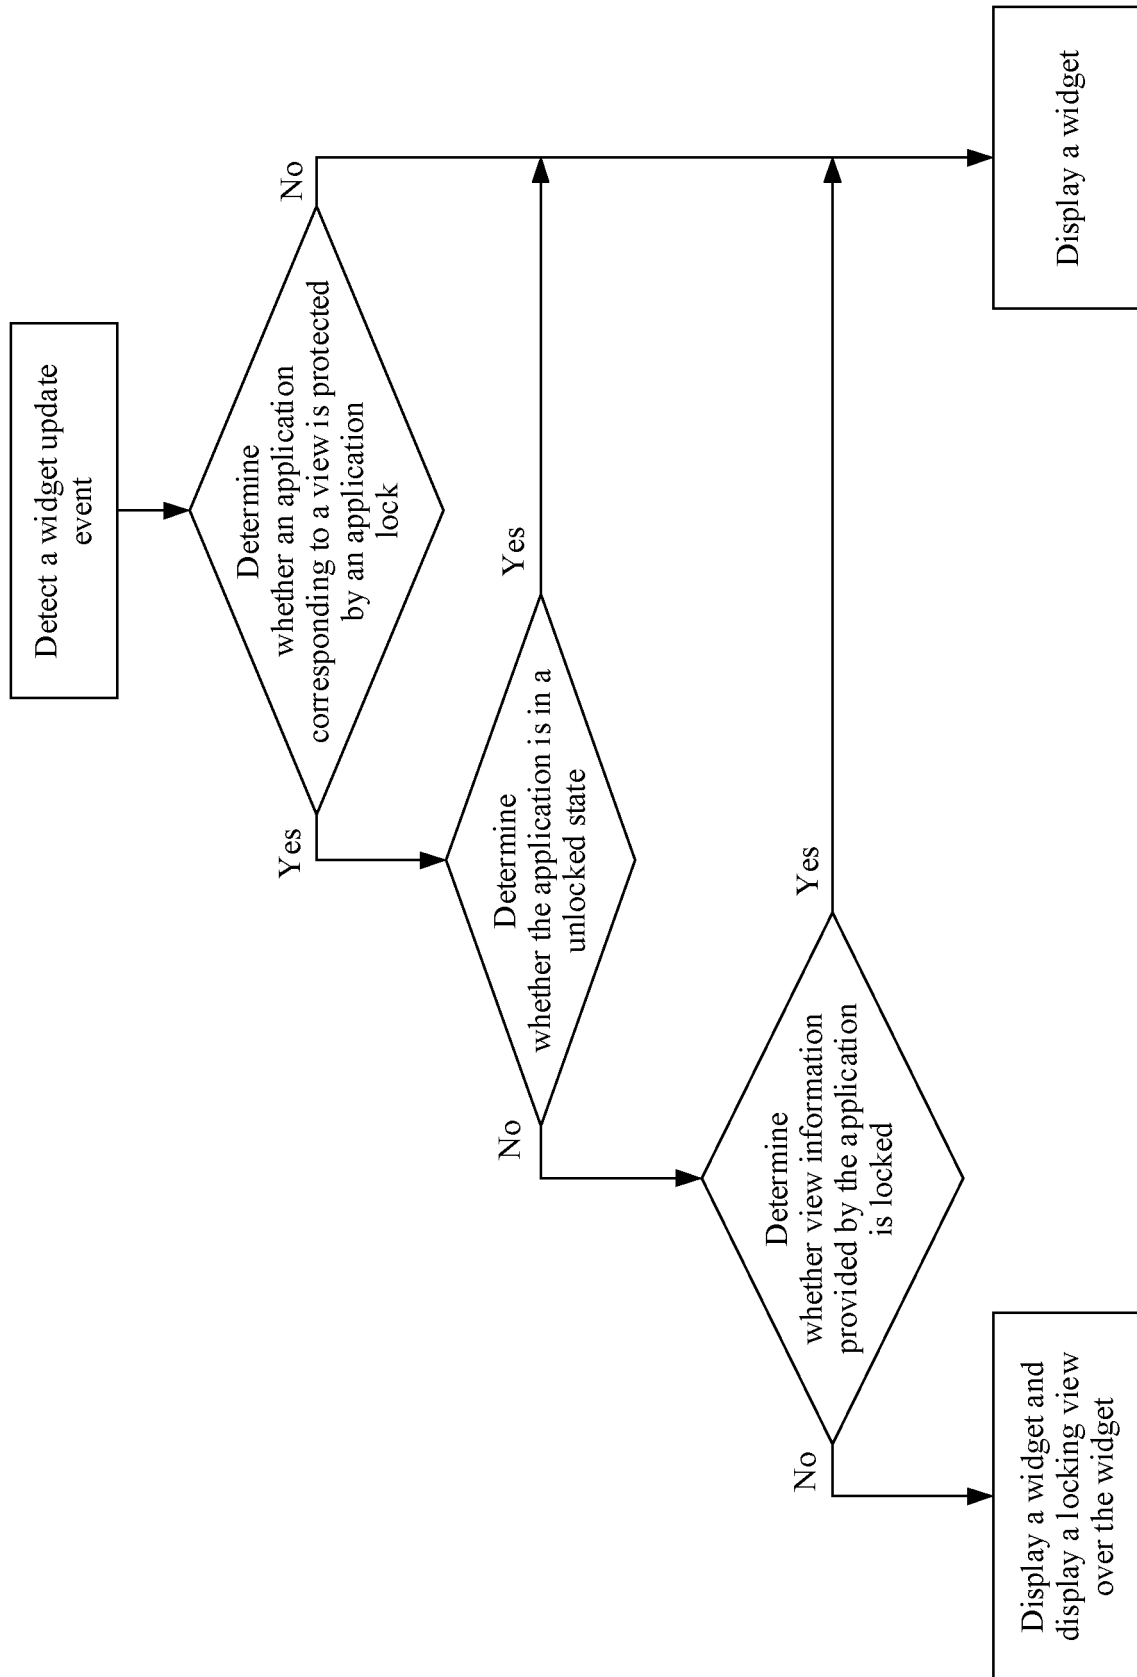 Detect a widget update
event
Determine
whether an application
corresponding to a view is protected
by an application
lock
No
Yes
Determine
whether the application is in a
unlocked state
Yes
No
Determine
whether view information
provided by the application
is locked
Yes
No
Display a widget and
display a locking view
over the widget
Display a widget